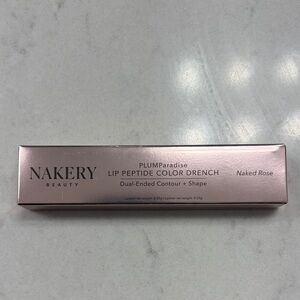 NAKERY
BEAUTY
PLUMParadise
LIP PEPTIDE COLOR DRENCH
Dual-Ended Contour + Shape
Naked Rose